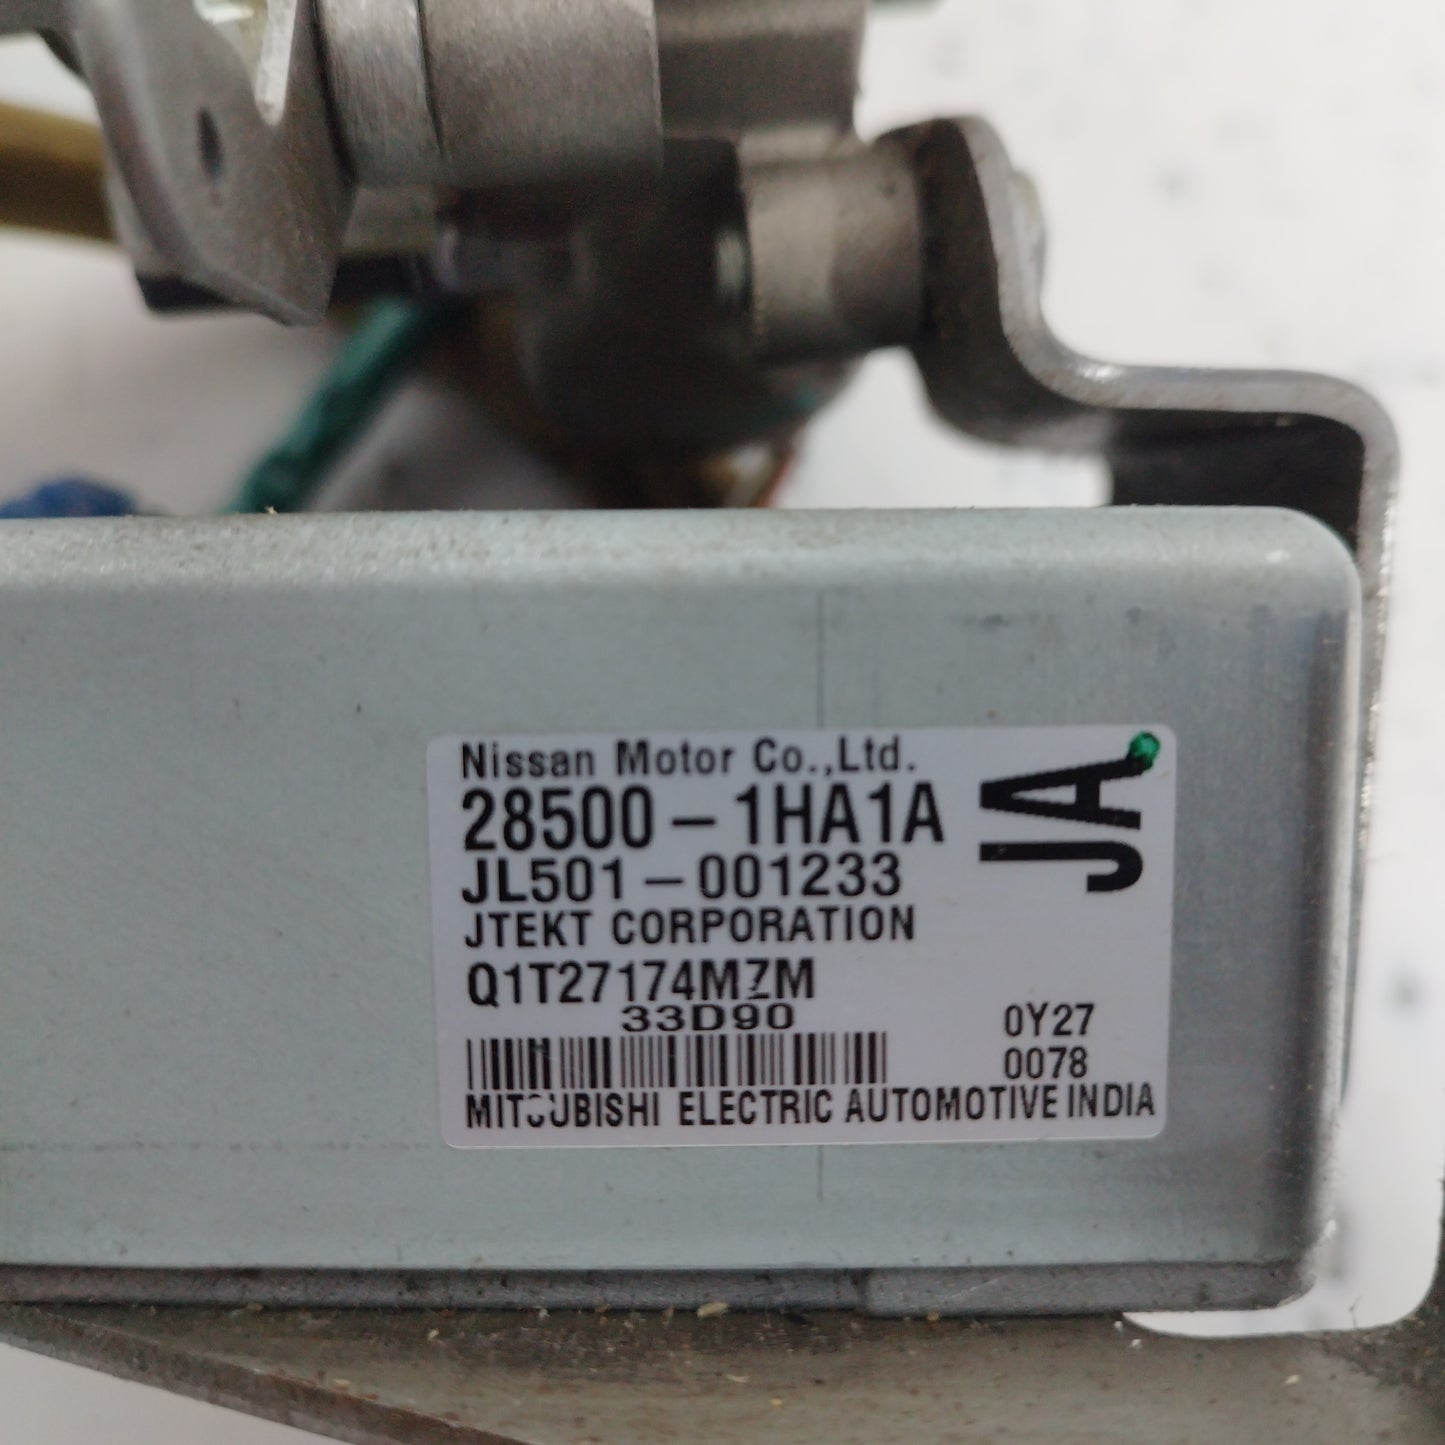 Nissan Motor Co.,Ltd.
28500-1HA1A
JA
JL501-001233
JTEKT CORPORATION
Q1T27174MZM
33D90
0Y27
0078
MITSUBISHI ELECTRIC AUTOMOTIVE INDIA